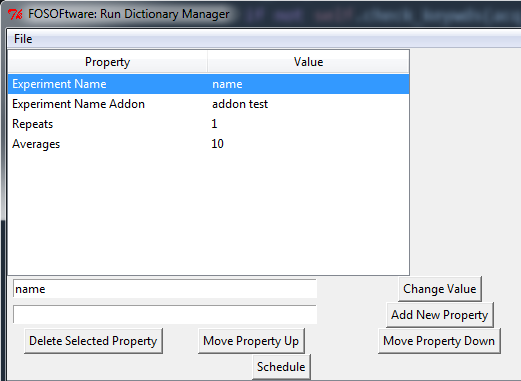 FOSOFtware: Run Dictionary Manager
File
Property Value
Experiment Name name
Experiment Name Addon addon test
Repeats 1
Averages 10
name Change Value
Add New Property
Delete Selected Property Move Property Up Move Property Down
Schedule